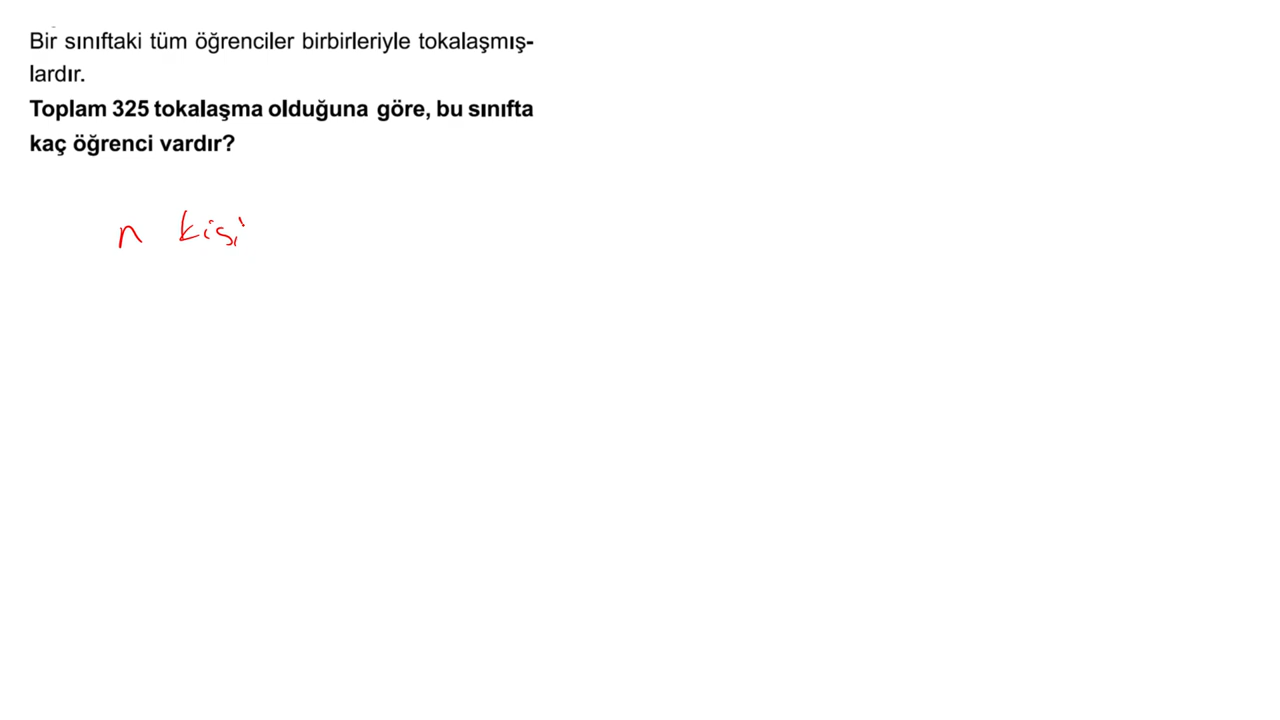 Bir sınıftaki tüm öğrenciler birbirleriyle tokalaşmış-
lardır.
Toplam 325 tokalaşma olduğuna göre, bu sınıfta
kaç öğrenci vardır?
n kişi